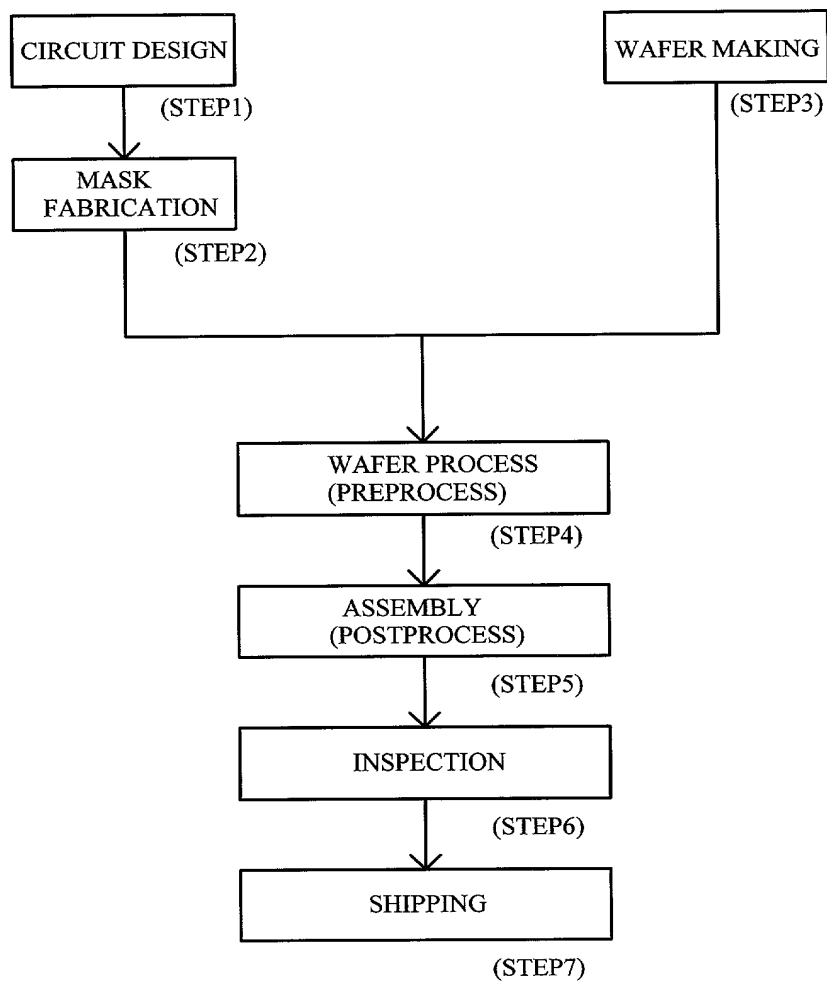 CIRCUIT DESIGN
(STEP1)
MASK
FABRICATION
(STEP2)
WAFER MAKING
(STEP3)
WAFER PROCESS
(PREPROCESS)
(STEP4)
ASSEMBLY
(POSTPROCESS)
(STEP5)
INSPECTION
(STEP6)
SHIPPING
(STEP7)